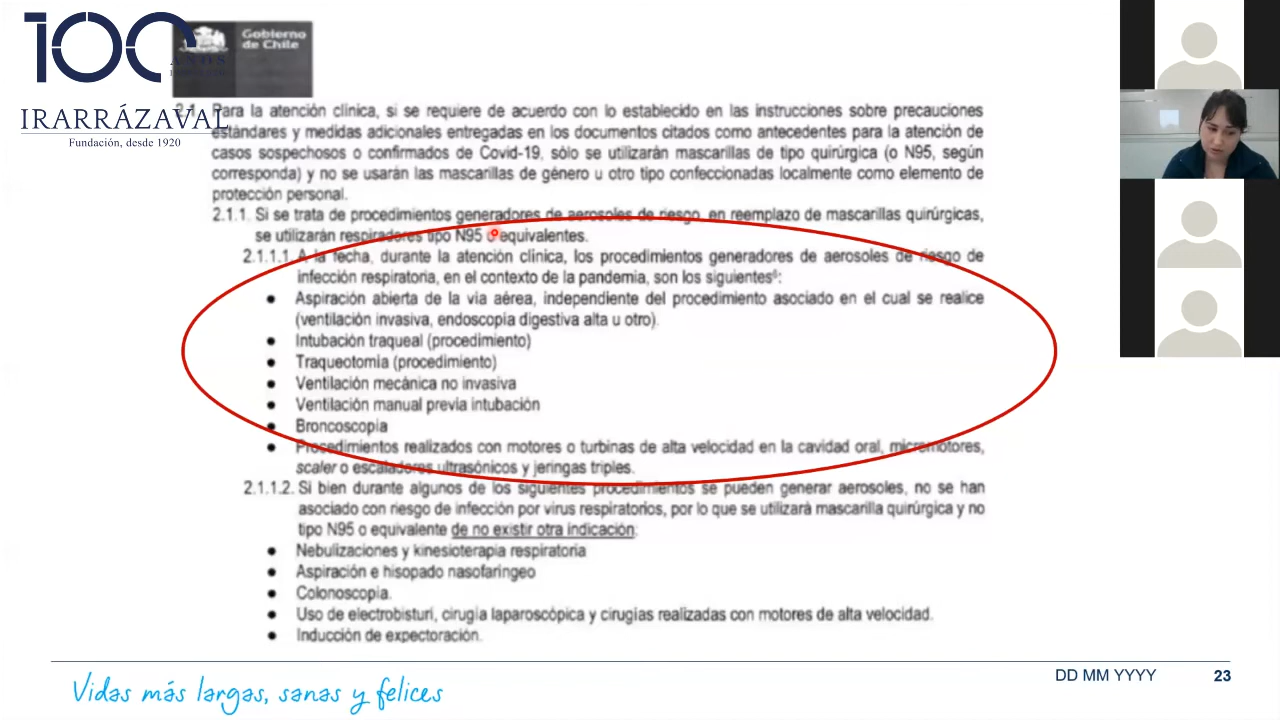 100
AÑOS
Gobierno
de Chile
IRARRÁZAVAL
Fundación, desde 1920
2.1. Para la atención clínica, si se requiere de acuerdo con lo establecido en las instrucciones sobre precauciones
estándares y medidas adicionales entregadas en los documentos citados como antecedentes para la atención de
casos sospechosos o confirmados de Covid-19, sólo se utilizarán mascarillas de tipo quirúrgica (o N95, según
corresponda) y no se usarán las mascarillas de género u otro tipo confeccionadas localmente como elemento de
protección personal.
2.1.1. Si se trata de procedimientos generadores de aerosoles de riesgo, en reemplazo de mascarillas quirúrgicas,
se utilizarán respiradores tipo N95 o equivalentes.
2.1.1.1. A la fecha, durante la atención clínica, los procedimientos generadores de aerosoles de riesgo de
infección respiratoria, en el contexto de la pandemia, son los siguientes⁶:
● Aspiración abierta de la vía aérea, independiente del procedimiento asociado en el cual se realice
(ventilación invasiva, endoscopia digestiva alta u otro).
● Intubación traqueal (procedimiento)
● Traqueotomía (procedimiento)
● Ventilación mecánica no invasiva
● Ventilación manual previa intubación
● Broncoscopia
● Procedimientos realizados con motores o turbinas de alta velocidad en la cavidad oral, micromotores,
scaler o escaladores ultrasónicos y jeringas triples.
2.1.1.2. Si bien durante algunos de los siguientes procedimientos se pueden generar aerosoles, no se han
asociado con riesgo de infección por virus respiratorios, por lo que se utilizará mascarilla quirúrgica y no
tipo N95 o equivalente de no existir otra indicación:
● Nebulizaciones y kinesioterapia respiratoria
● Aspiración e hisopado nasofaríngeo
● Colonoscopia.
● Uso de electrobisturí, cirugía laparoscópica y cirugías realizadas con motores de alta velocidad.
● Inducción de expectoración.
Vidas más largas, sanas y felices
DD MM YYYY
23